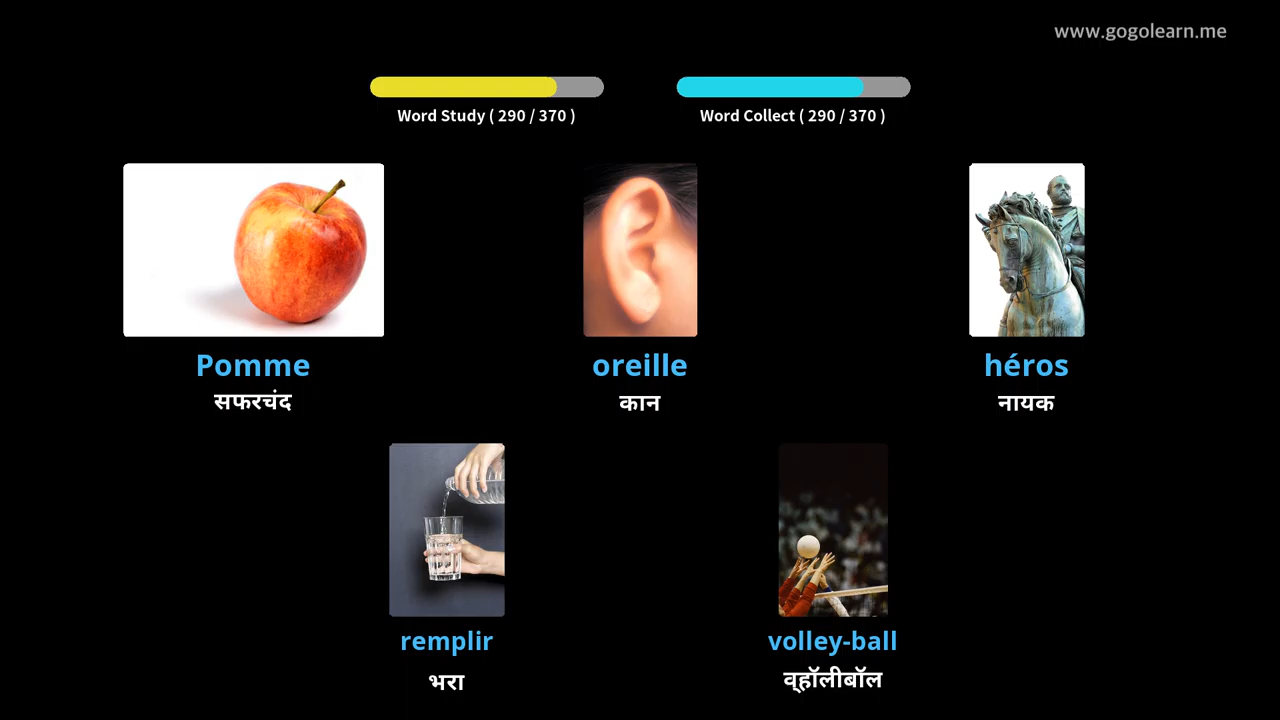 www.gogolearn.me
Word Study ( 290 / 370 )
Word Collect ( 290 / 370 )
Pomme
सफरचंद
oreille
कान
héros
नायक
remplir
भरा
volley-ball
व्हॉलीबॉल